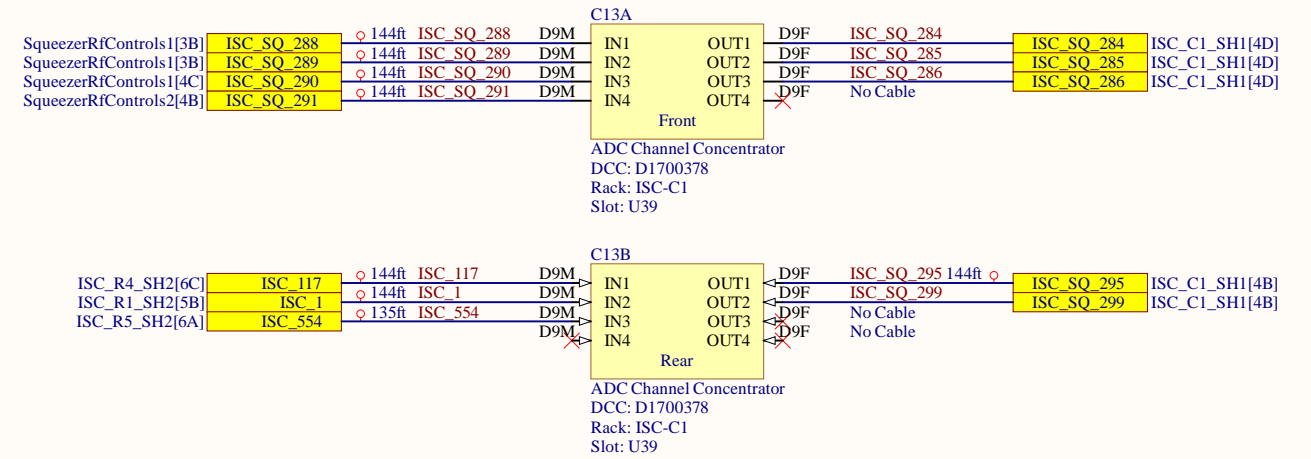 C13A
SqueezerRfControls1[3B] ISC_SQ_288 144ft ISC_SQ_288 D9M IN1 OUT1 D9F ISC_SQ_284 ISC_SQ_284 ISC_C1_SH1[4D]
SqueezerRfControls1[3B] ISC_SQ_289 144ft ISC_SQ_289 D9M IN2 OUT2 D9F ISC_SQ_285 ISC_SQ_285 ISC_C1_SH1[4D]
SqueezerRfControls1[4C] ISC_SQ_290 144ft ISC_SQ_290 D9M IN3 OUT3 D9F ISC_SQ_286 ISC_SQ_286 ISC_C1_SH1[4D]
SqueezerRfControls2[4B] ISC_SQ_291 144ft ISC_SQ_291 D9M IN4 OUT4 D9F No Cable
Front
ADC Channel Concentrator
DCC: D1700378
Rack: ISC-C1
Slot: U39
C13B
ISC_R4_SH2[6C] ISC_117 144ft ISC_117 D9M IN1 OUT1 D9F ISC_SQ_295 144ft ISC_SQ_295 ISC_C1_SH1[4B]
ISC_R1_SH2[5B] ISC_1 144ft ISC_1 D9M IN2 OUT2 D9F ISC_SQ_299 ISC_SQ_299 ISC_C1_SH1[4B]
ISC_R5_SH2[6A] ISC_554 135ft ISC_554 D9M IN3 OUT3 D9F No Cable
D9M IN4 OUT4 D9F No Cable
Rear
ADC Channel Concentrator
DCC: D1700378
Rack: ISC-C1
Slot: U39